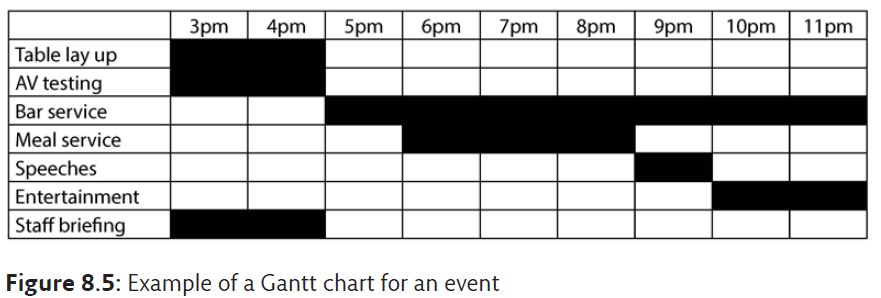 3pm 4pm 5pm 6pm 7pm 8pm 9pm 10pm 11pm
Table lay up
AV testing
Bar service
Meal service
Speeches
Entertainment
Staff briefing
Figure 8.5: Example of a Gantt chart for an event